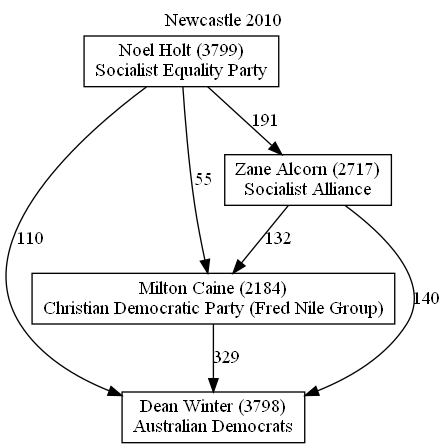 Newcastle 2010
Noel Holt (3799)
Socialist Equality Party
191
Zane Alcorn (2717)
Socialist Alliance
55
110
132
140
Milton Caine (2184)
Christian Democratic Party (Fred Nile Group)
329
Dean Winter (3798)
Australian Democrats